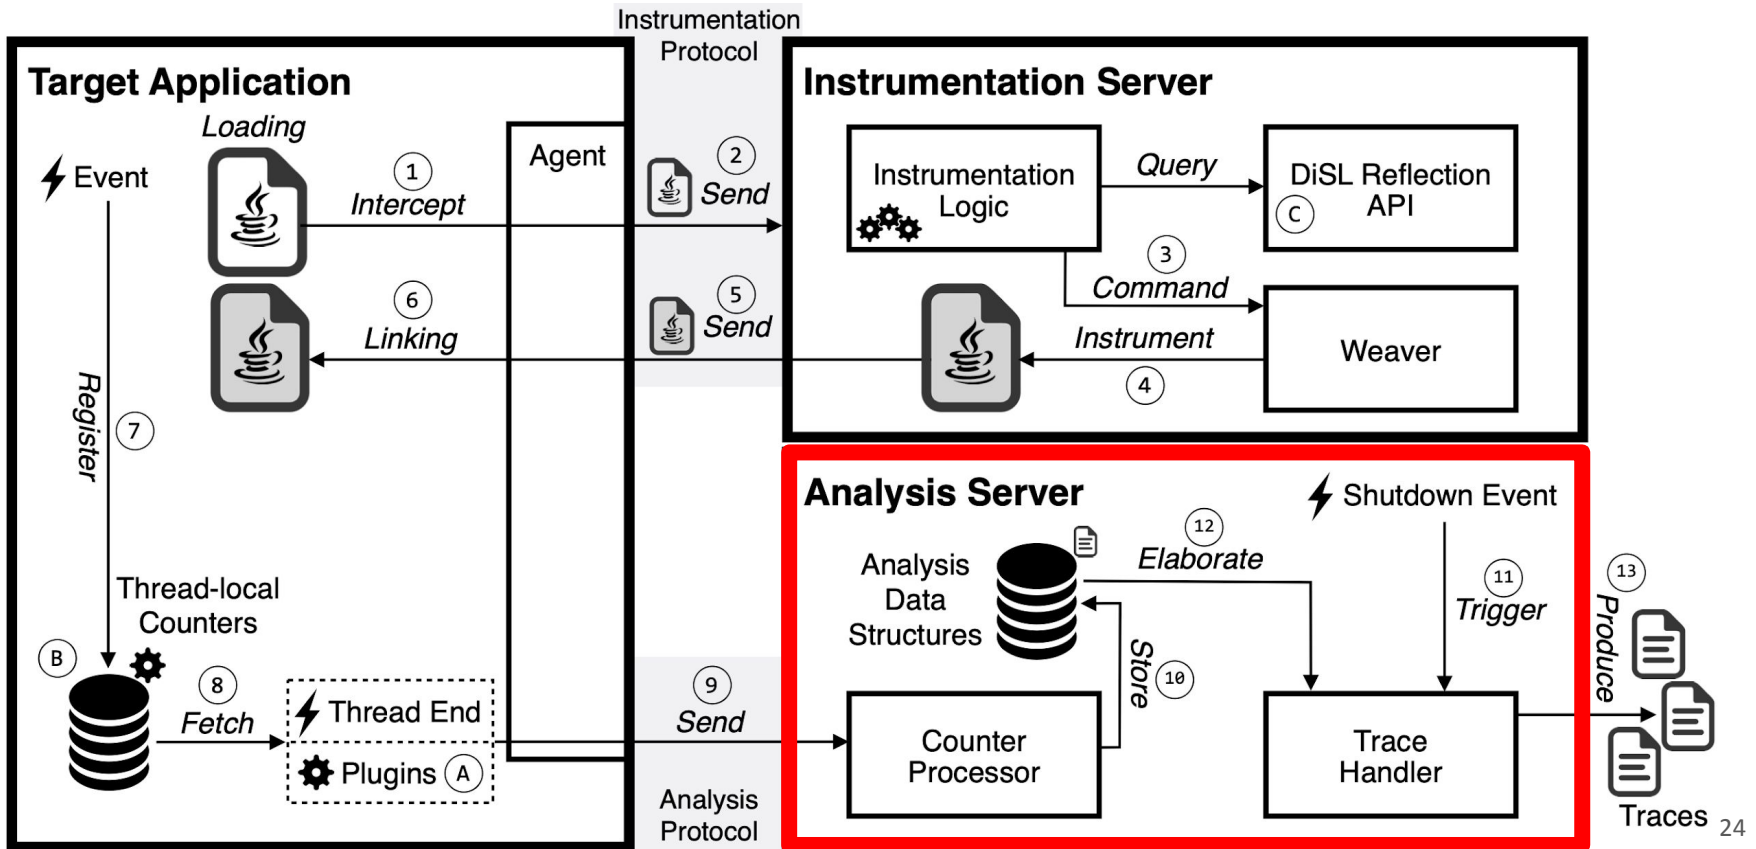 Instrumentation
Protocol
Target Application
Loading
Event
1
Intercept
Agent
2
Send
6
Linking
5
Send
Register
7
Thread-local
Counters
B
8
Fetch
Thread End
Plugins A
9
Send
Analysis
Protocol
Instrumentation Server
Instrumentation
Logic
Query
DiSL Reflection
API
C
3
Command
Instrument
4
Weaver
Analysis Server
Shutdown Event
Analysis
Data
Structures
12
Elaborate
11
Trigger
Store
10
Counter
Processor
Trace
Handler
13
Produce
Traces
24